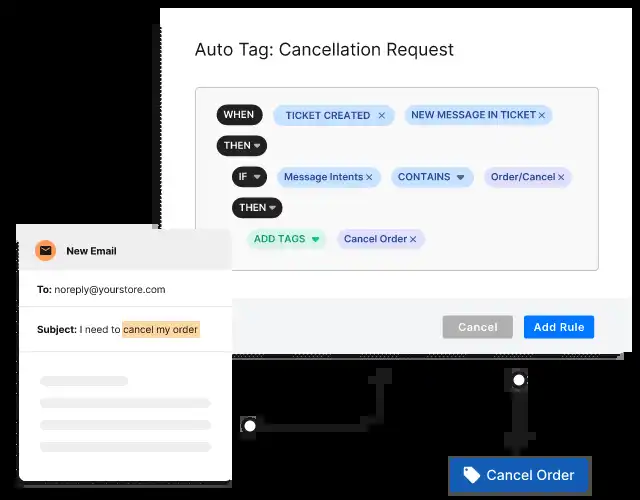 Auto Tag: Cancellation Request
WHEN TICKET CREATED × NEW MESSAGE IN TICKET ×
THEN
IF Message Intents × CONTAINS Order/Cancel ×
THEN
ADD TAGS Cancel Order ×
Cancel Add Rule
New Email
To: noreply@yourstore.com
Subject: I need to cancel my order
Cancel Order